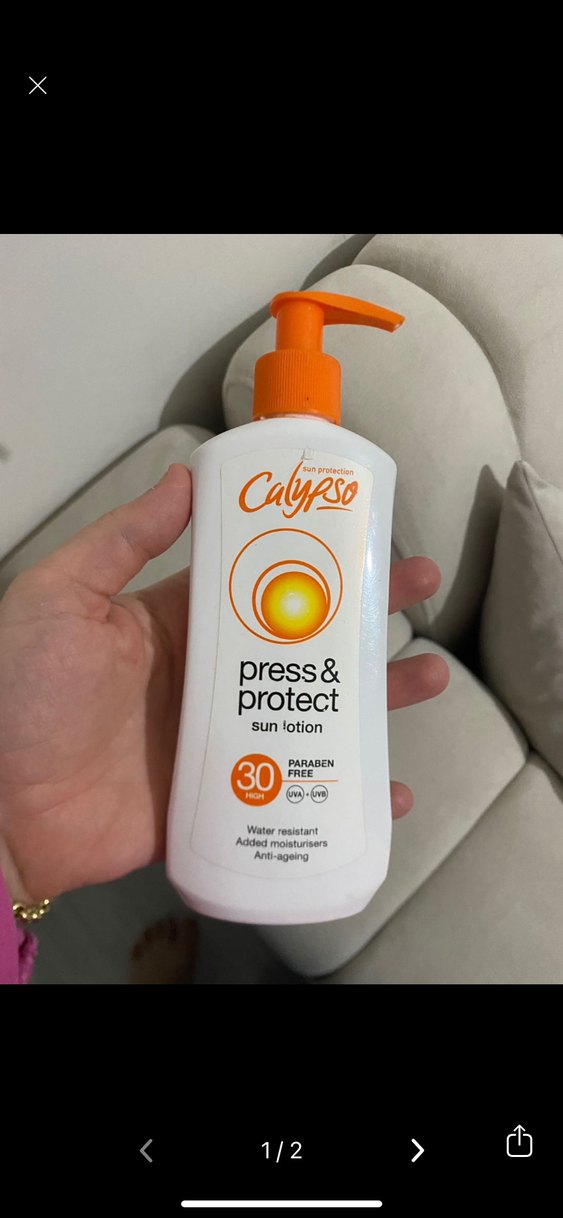 sun protection
Calypso
press &
protect
sun lotion
30
HIGH
PARABEN
FREE
UVA + UVB
Water resistant
Added moisturisers
Anti-ageing
1 / 2